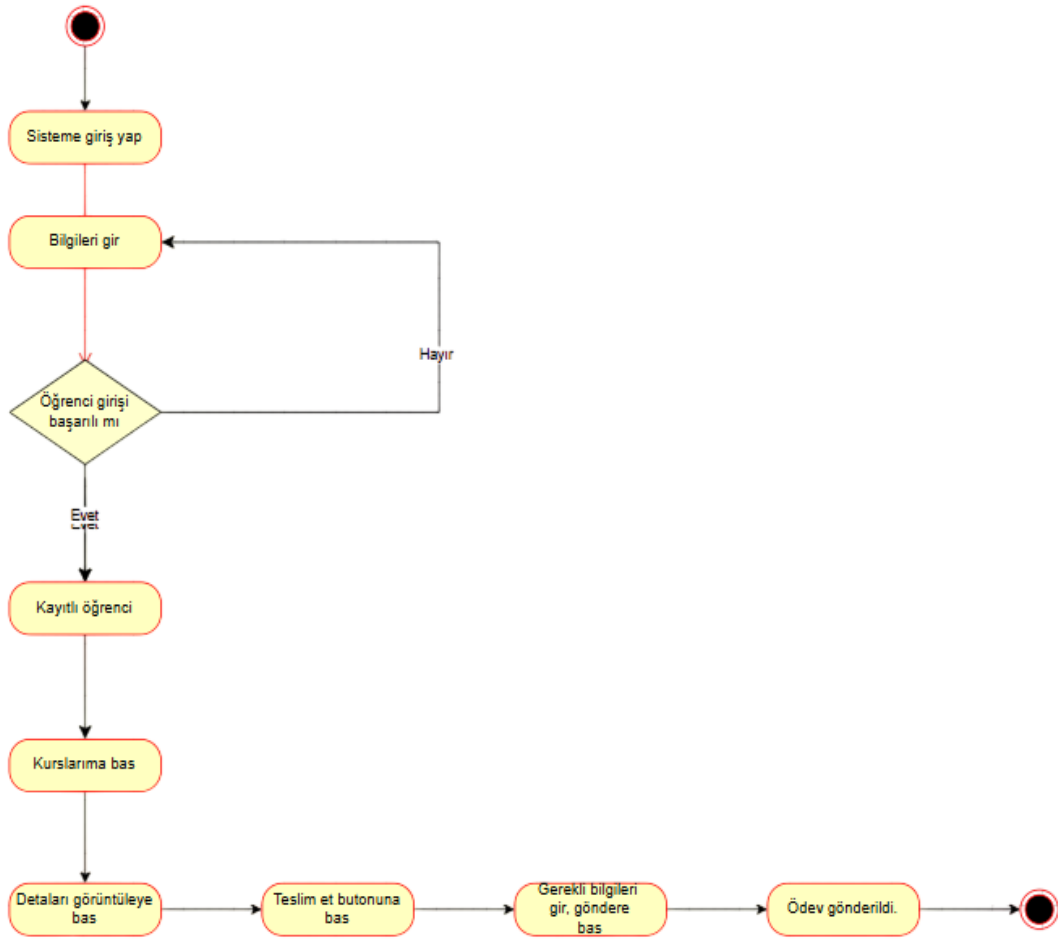 Sisteme giriş yap
Bilgileri gir
Hayır
Öğrenci girişi
başarılı mı
Evet
Kayıtlı öğrenci
Kurslarıma bas
Detaları görüntüleye
bas
Teslim et butonuna
bas
Gerekli bilgileri
gir, göndere
bas
Ödev gönderildi.